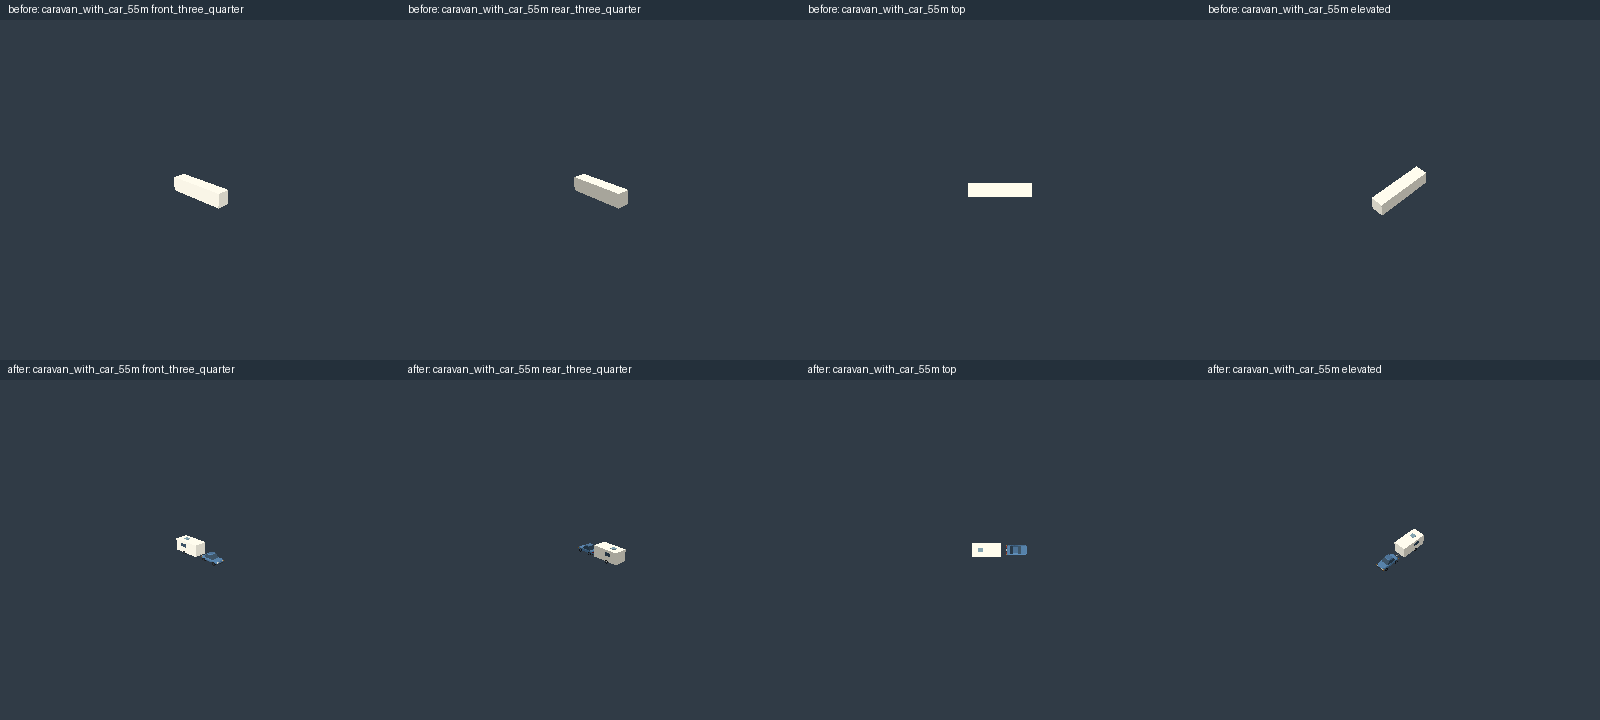 before: caravan_with_car_55m front_three_quarter
before: caravan_with_car_55m rear_three_quarter
before: caravan_with_car_55m top
before: caravan_with_car_55m elevated
after: caravan_with_car_55m front_three_quarter
after: caravan_with_car_55m rear_three_quarter
after: caravan_with_car_55m top
after: caravan_with_car_55m elevated